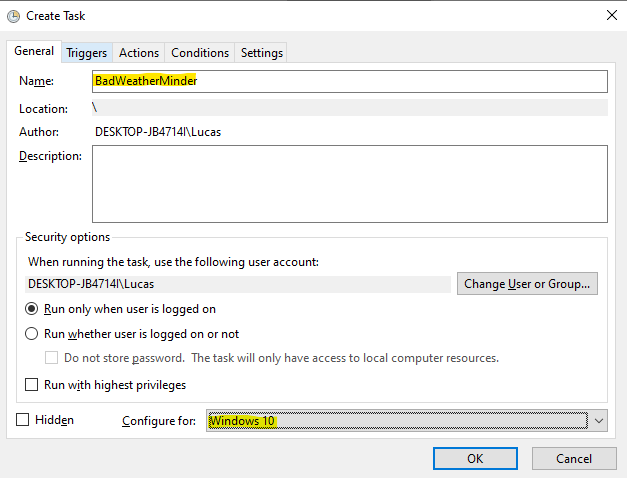 Create Task
General Triggers Actions Conditions Settings
Name: BadWeatherMinder
Location: \
Author: DESKTOP-JB4714I\Lucas
Description:
Security options
When running the task, use the following user account:
DESKTOP-JB4714I\Lucas Change User or Group...
Run only when user is logged on
Run whether user is logged on or not
Do not store password. The task will only have access to local computer resources.
Run with highest privileges
Hidden Configure for: Windows 10
OK Cancel